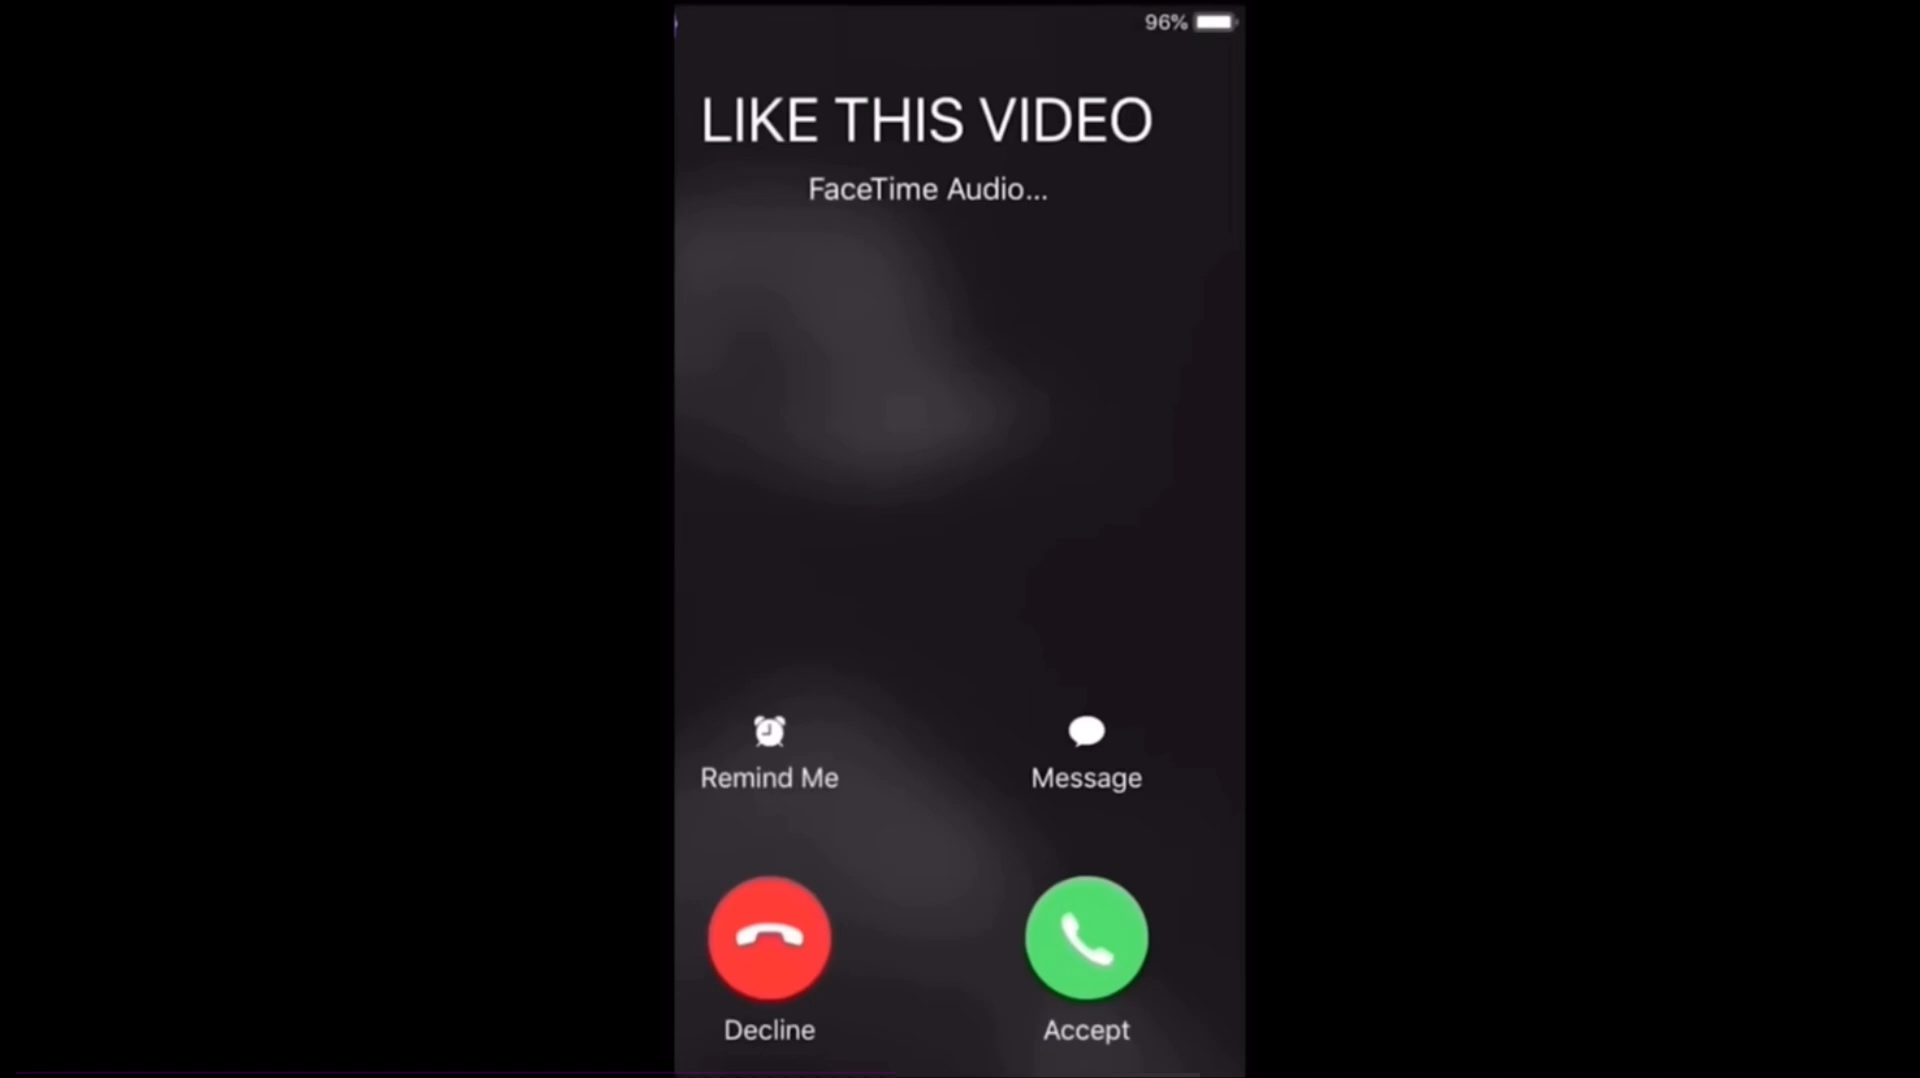 96%
LIKE THIS VIDEO
FaceTime Audio...
Remind Me
Message
Decline
Accept